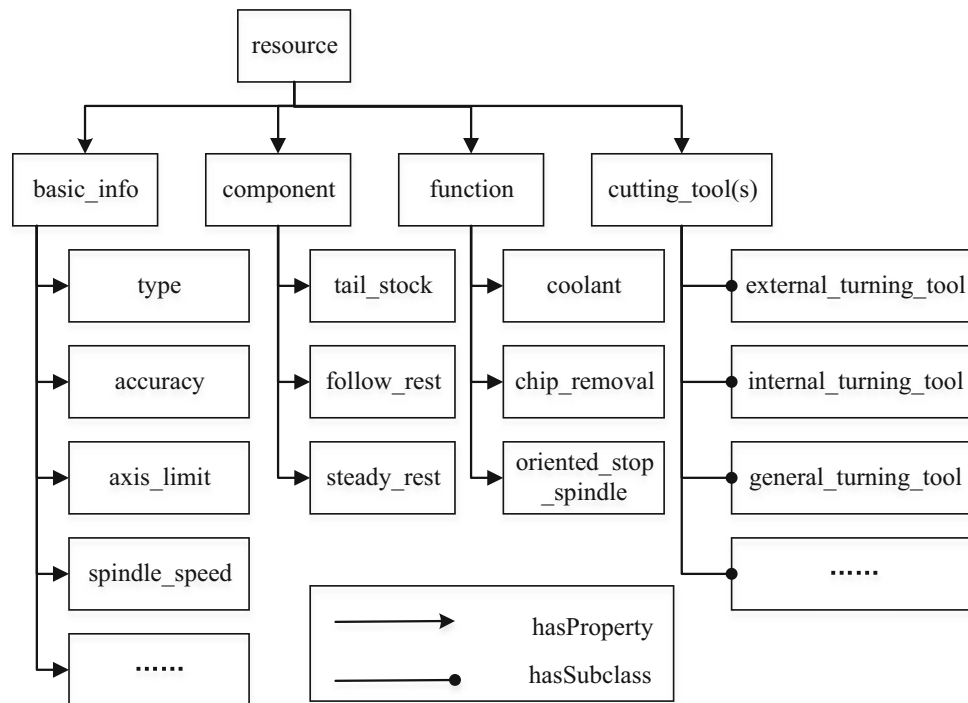 resource
basic_info
component
function
cutting_tool(s)
type
tail_stock
coolant
external_turning_tool
accuracy
follow_rest
chip_removal
internal_turning_tool
axis_limit
steady_rest
oriented_stop
_spindle
general_turning_tool
spindle_speed
......
hasProperty
......
hasSubclass